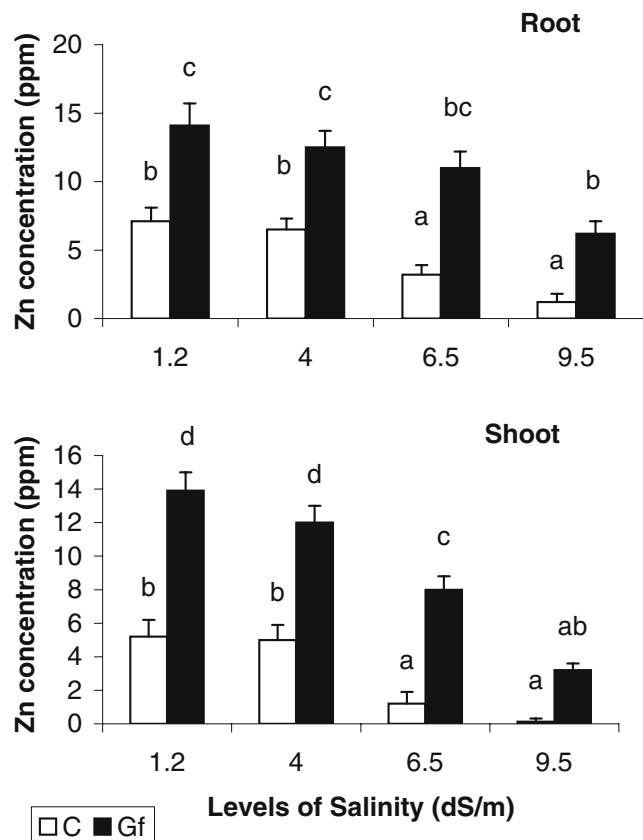 Root
Zn concentration (ppm)
20
15
10
5
0
b c b c a bc a b
1.2 4 6.5 9.5
Shoot
Zn concentration (ppm)
16
14
12
10
8
6
4
2
0
b d b d a c a ab
1.2 4 6.5 9.5
Levels of Salinity (dS/m)
C Gf